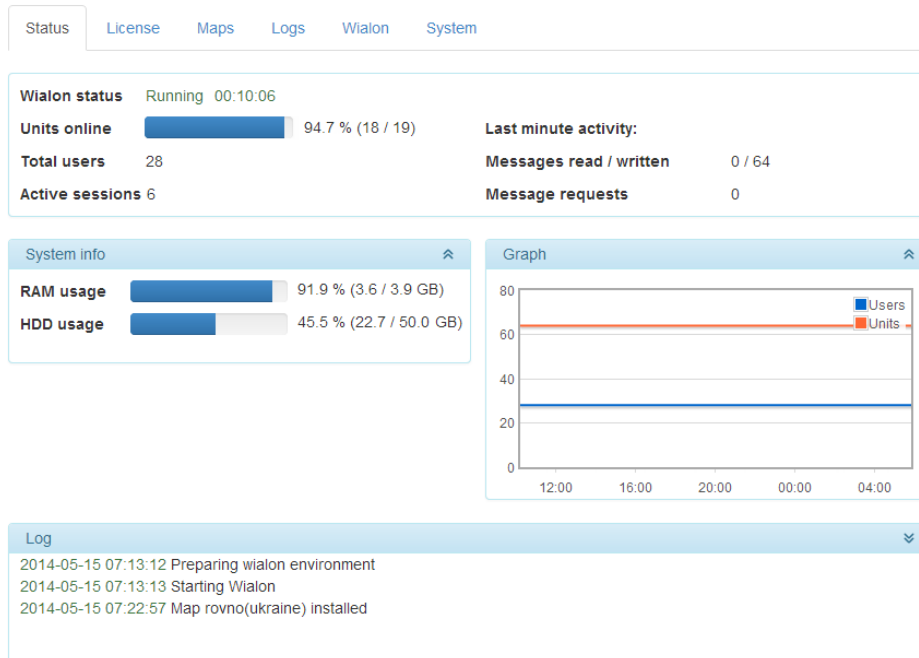 Status License Maps Logs Wialon System
Wialon status Running 00:10:06
Units online 94.7 % (18 / 19)
Total users 28
Active sessions 6
Last minute activity:
Messages read / written 0 / 64
Message requests 0
System info
RAM usage 91.9 % (3.6 / 3.9 GB)
HDD usage 45.5 % (22.7 / 50.0 GB)
Graph
80
60
40
20
0
Users
Units
12:00 16:00 20:00 00:00 04:00
Log
2014-05-15 07:13:12 Preparing wialon environment
2014-05-15 07:13:13 Starting Wialon
2014-05-15 07:22:57 Map rovno(ukraine) installed